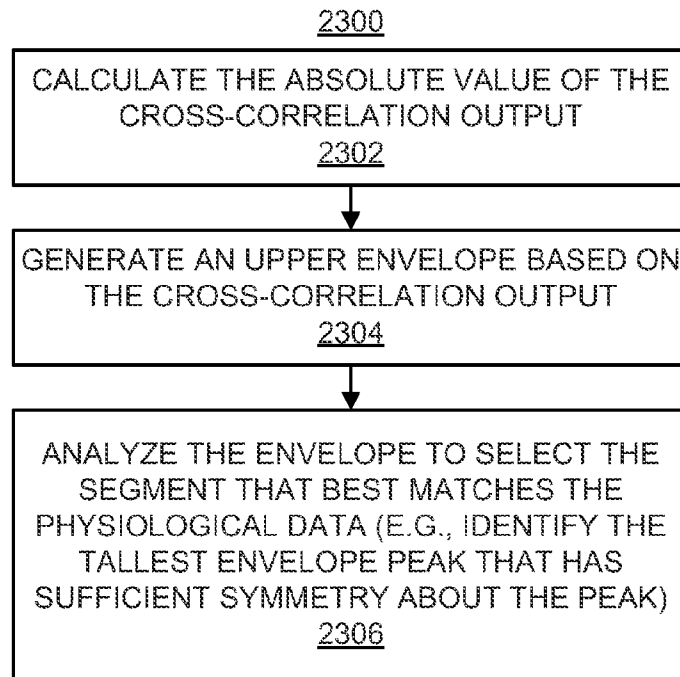 2300
CALCULATE THE ABSOLUTE VALUE OF THE
CROSS-CORRELATION OUTPUT
2302
GENERATE AN UPPER ENVELOPE BASED ON
THE CROSS-CORRELATION OUTPUT
2304
ANALYZE THE ENVELOPE TO SELECT THE
SEGMENT THAT BEST MATCHES THE
PHYSIOLOGICAL DATA (E.G., IDENTIFY THE
TALLEST ENVELOPE PEAK THAT HAS
SUFFICIENT SYMMETRY ABOUT THE PEAK)
2306